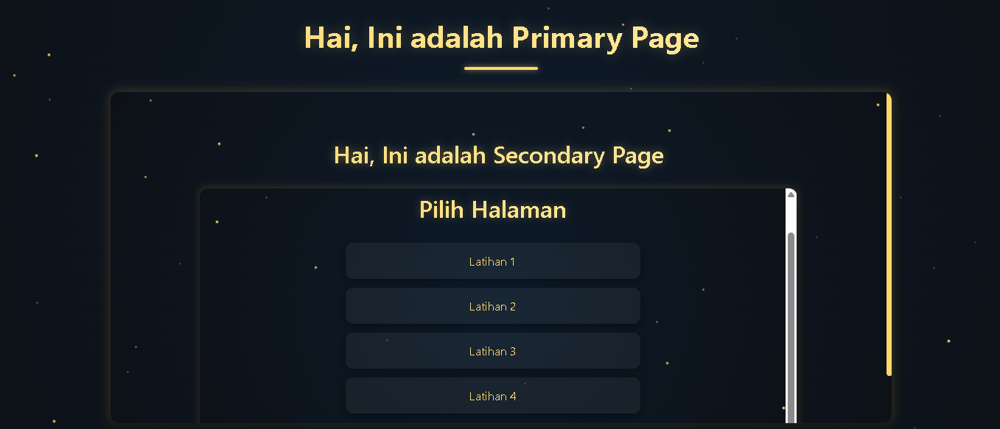 Hai, Ini adalah Primary Page
Hai, Ini adalah Secondary Page
Pilih Halaman
Latihan 1
Latihan 2
Latihan 3
Latihan 4